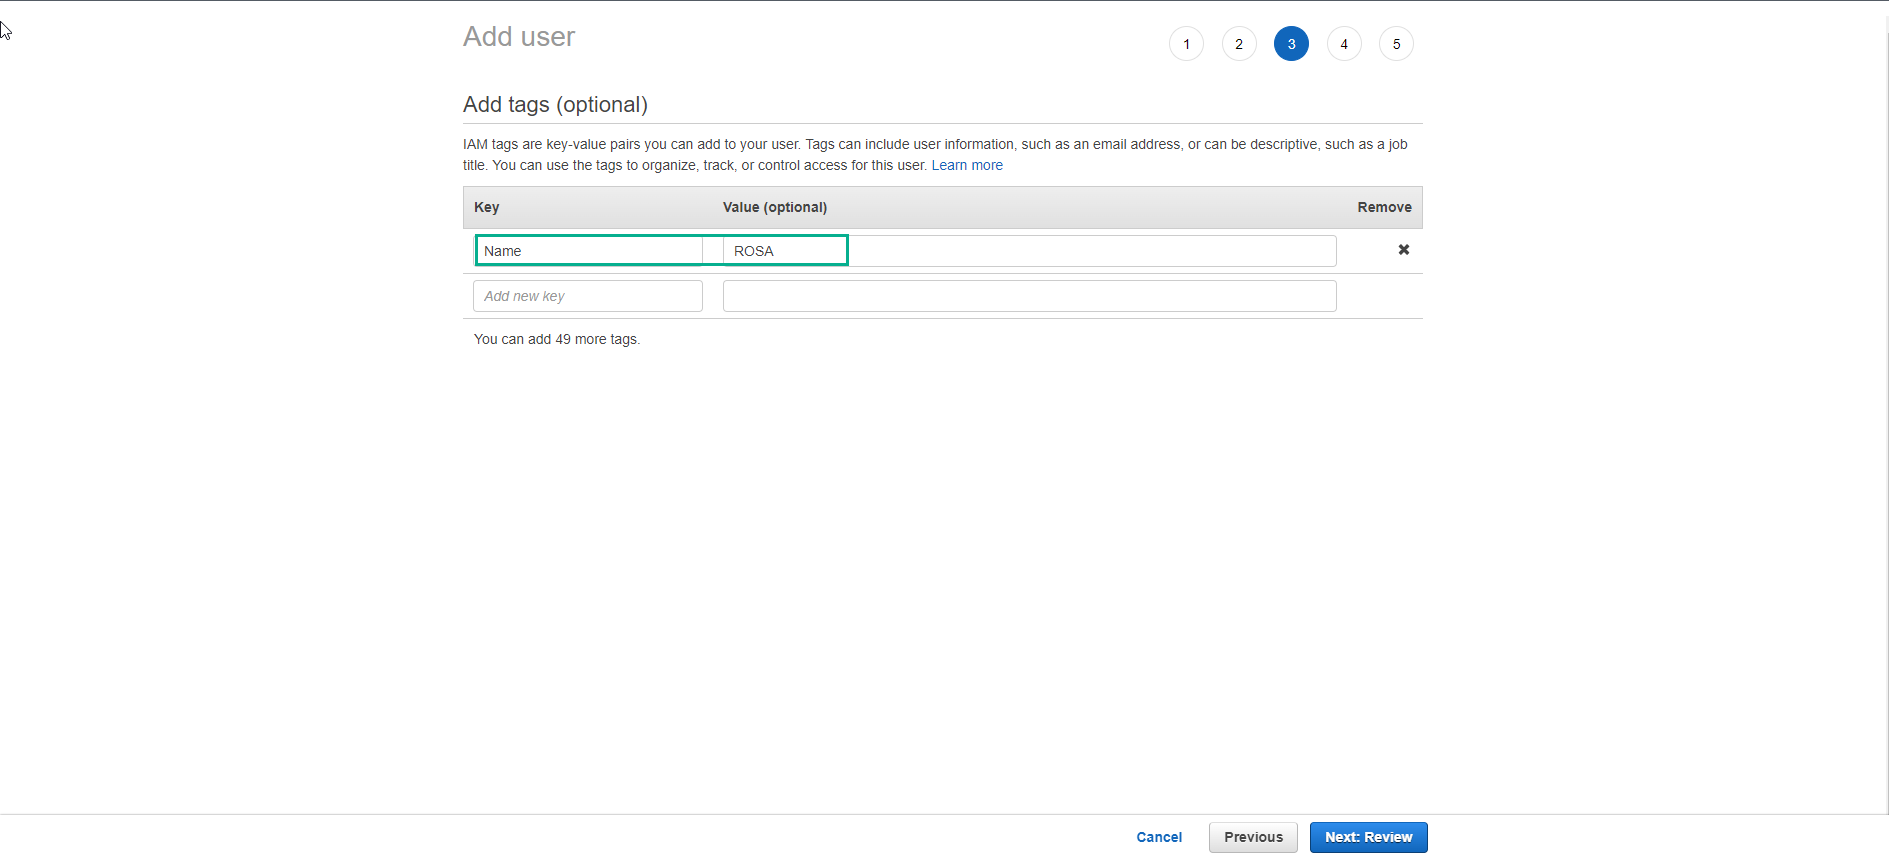 Add user
1 2 3 4 5
Add tags (optional)
IAM tags are key-value pairs you can add to your user. Tags can include user information, such as an email address, or can be descriptive, such as a job
title. You can use the tags to organize, track, or control access for this user. Learn more
Key Value (optional) Remove
Name ROSA ✖
Add new key
You can add 49 more tags.
Cancel Previous Next: Review